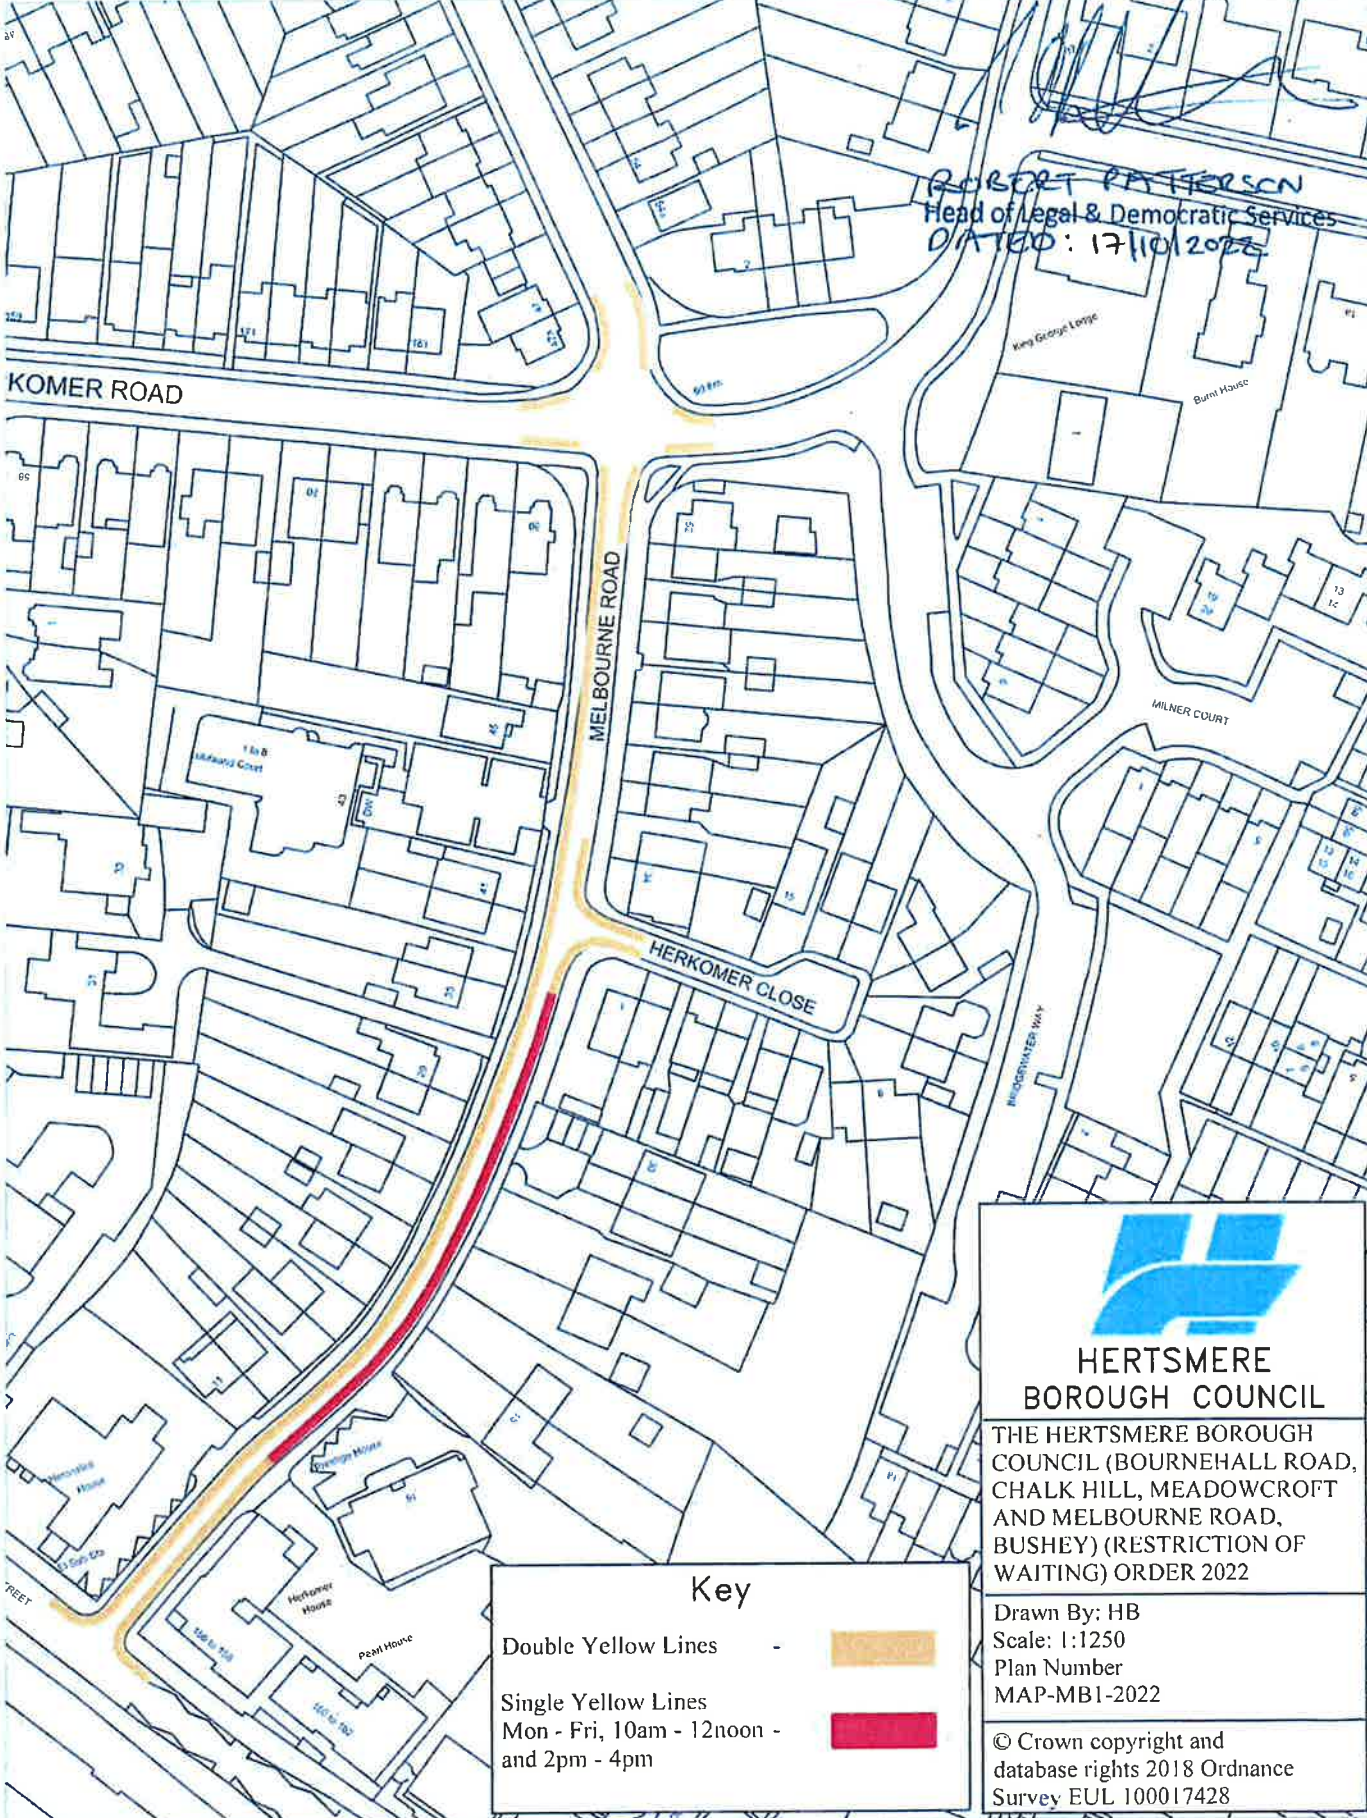 ROBERT PATTERSON
Head of Legal & Democratic Services
DATED: 17/10/2022
King George Lodge
Burnt House
KOMER ROAD
MELBOURNE ROAD
MILNER COURT
HERKOMER CLOSE
BRIDGEWATER WAY
Prestige House
Herkomer
House
Pearl House
REET
HERTSMERE
BOROUGH COUNCIL
THE HERTSMERE BOROUGH
COUNCIL (BOURNEHALL ROAD,
CHALK HILL, MEADOWCROFT
AND MELBOURNE ROAD,
BUSHEY) (RESTRICTION OF
WAITING) ORDER 2022
Drawn By: HB
Scale: 1:1250
Plan Number
MAP-MB1-2022
© Crown copyright and
database rights 2018 Ordnance
Survey EUL 100017428
Key
Double Yellow Lines -
Single Yellow Lines
Mon - Fri, 10am - 12noon -
and 2pm - 4pm